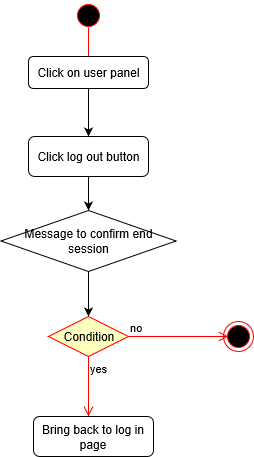 Click on user panel
Click log out button
Message to confirm end
session
Condition
no
yes
Bring back to log in
page